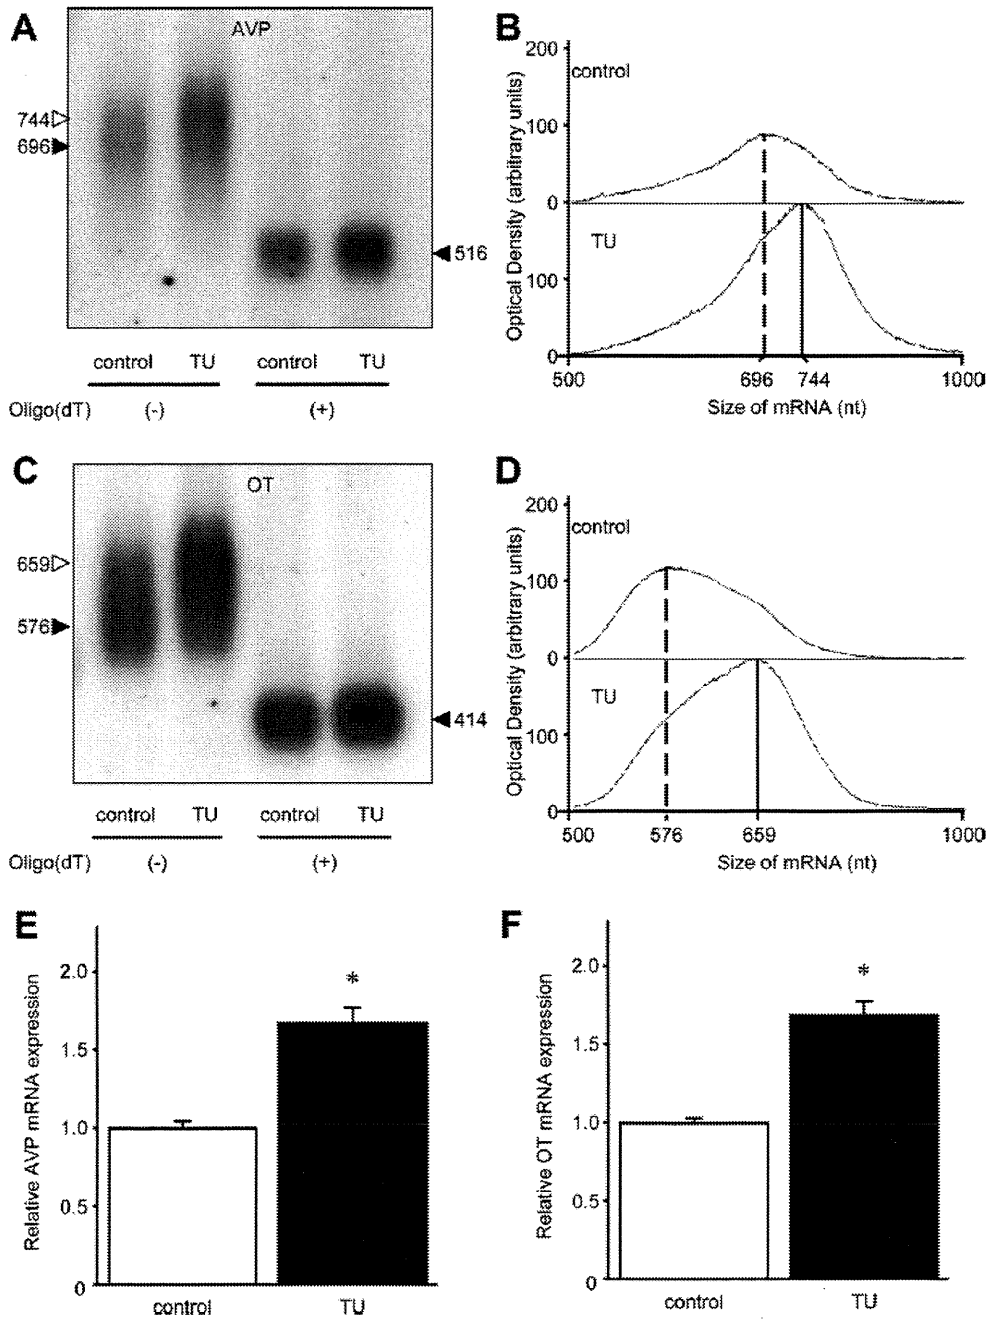 A
AVP
744
696
516
control TU control TU
Oligo(dT) (-) (+)
B
Optical Density (arbitrary units)
200
control
100
0
TU
100
0
500 696 744 1000
Size of mRNA (nt)
C
OT
659
576
414
control TU control TU
Oligo(dT) (-) (+)
D
Optical Density (arbitrary units)
200
control
100
0
TU
100
0
500 576 659 1000
Size of mRNA (nt)
E
Relative AVP mRNA expression
2.0
*
1.5
1.0
0.5
0
control TU
F
Relative OT mRNA expression
2.0
*
1.5
1.0
0.5
0
control TU